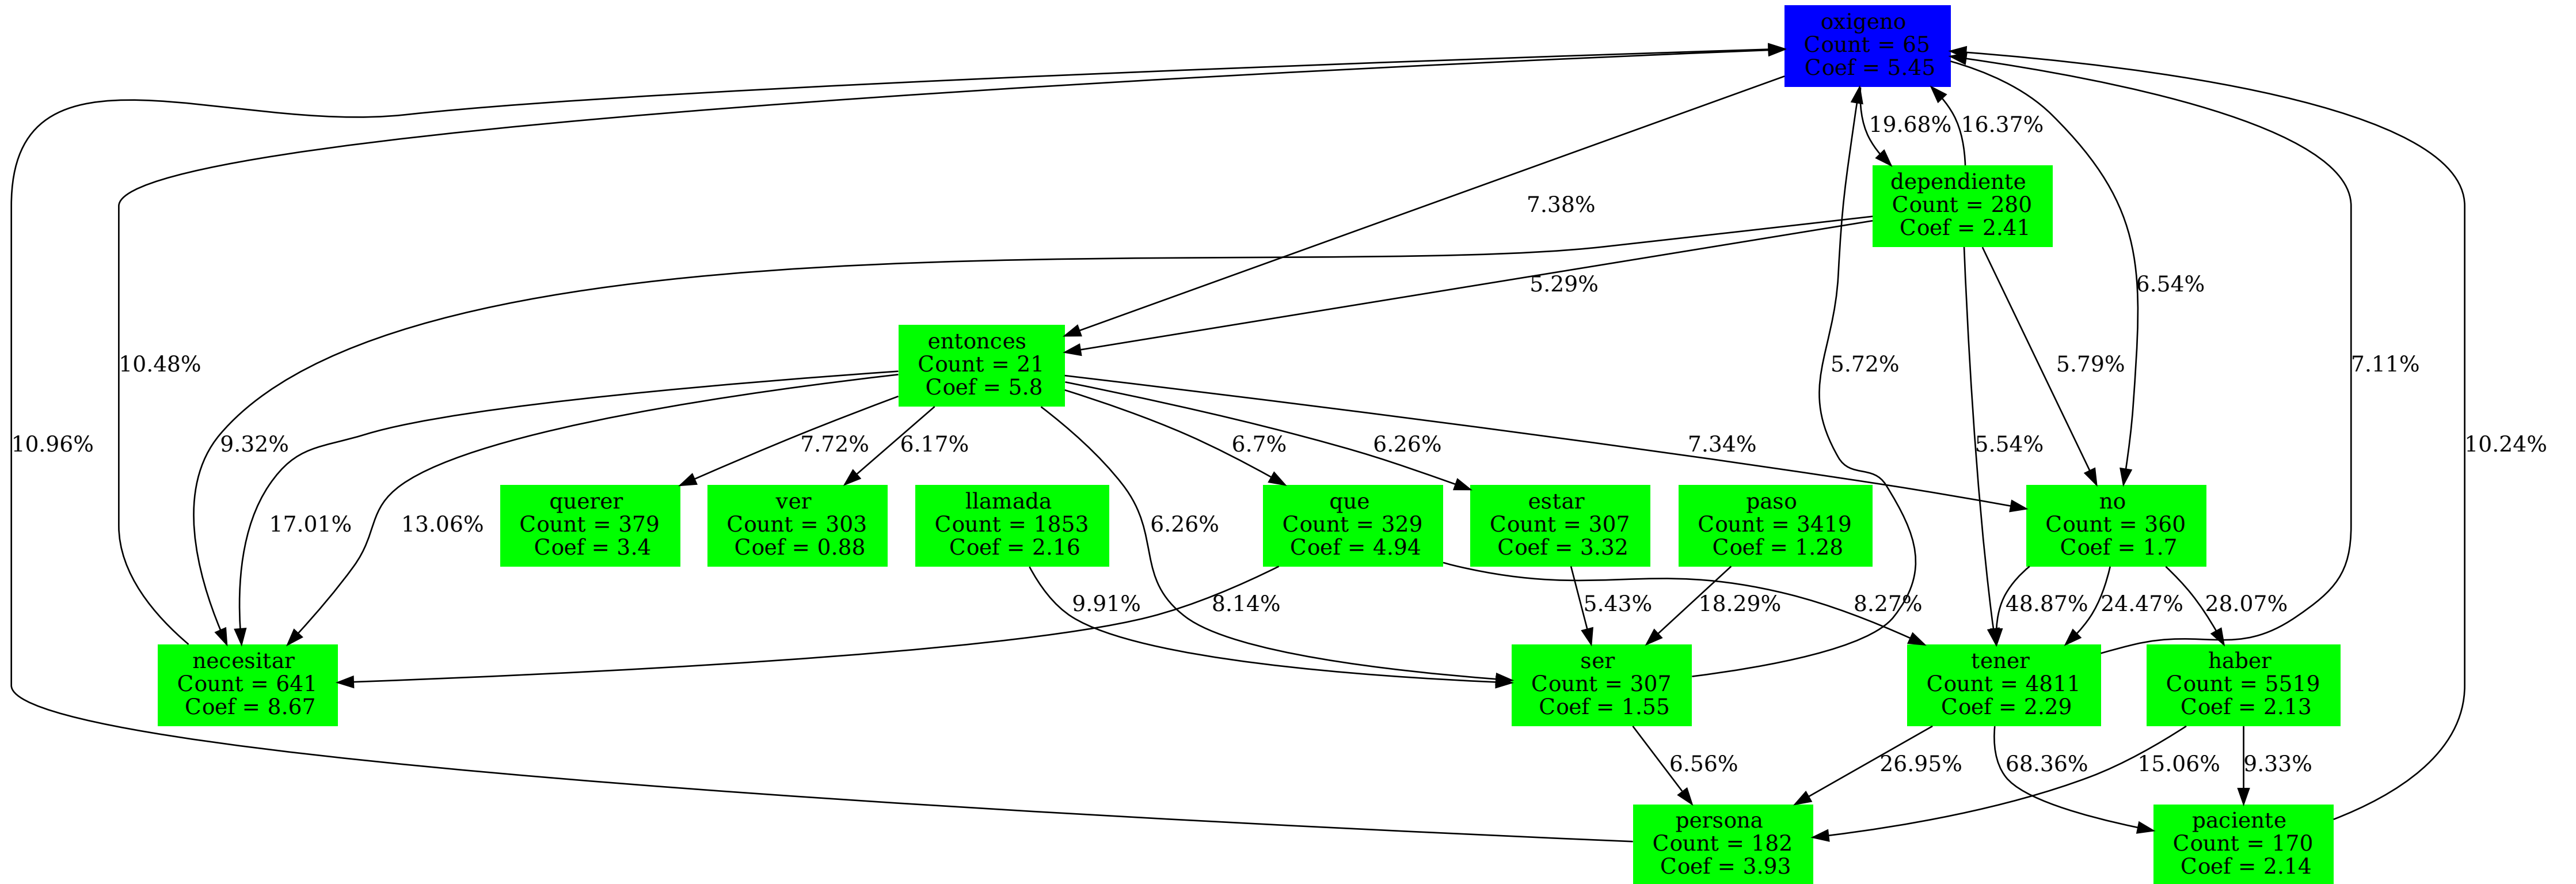 oxigeno
Count = 65
Coef = 5.45
19.68%
16.37%
dependiente
Count = 280
Coef = 2.41
7.38%
5.29%
6.54%
entonces
Count = 21
Coef = 5.8
10.48%
5.72%
5.79%
7.11%
10.96%
9.32%
7.72%
6.17%
6.7%
6.26%
7.34%
5.54%
10.24%
querer
Count = 379
Coef = 3.4
ver
Count = 303
Coef = 0.88
llamada
Count = 1853
Coef = 2.16
que
Count = 329
Coef = 4.94
estar
Count = 307
Coef = 3.32
paso
Count = 3419
Coef = 1.28
no
Count = 360
Coef = 1.7
17.01%
13.06%
6.26%
9.91%
8.14%
5.43%
18.29%
8.27%
48.87%
24.47%
28.07%
necesitar
Count = 641
Coef = 8.67
ser
Count = 307
Coef = 1.55
tener
Count = 4811
Coef = 2.29
haber
Count = 5519
Coef = 2.13
6.56%
26.95%
68.36%
15.06%
9.33%
persona
Count = 182
Coef = 3.93
paciente
Count = 170
Coef = 2.14